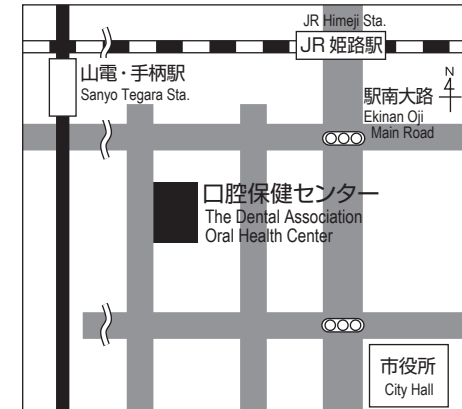 JR Himeji Sta.
JR 姫路駅
山電・手柄駅
Sanyo Tegara Sta.
N
駅南大路
Ekinan Oji
Main Road
口腔保健センター
The Dental Association
Oral Health Center
市役所
City Hall